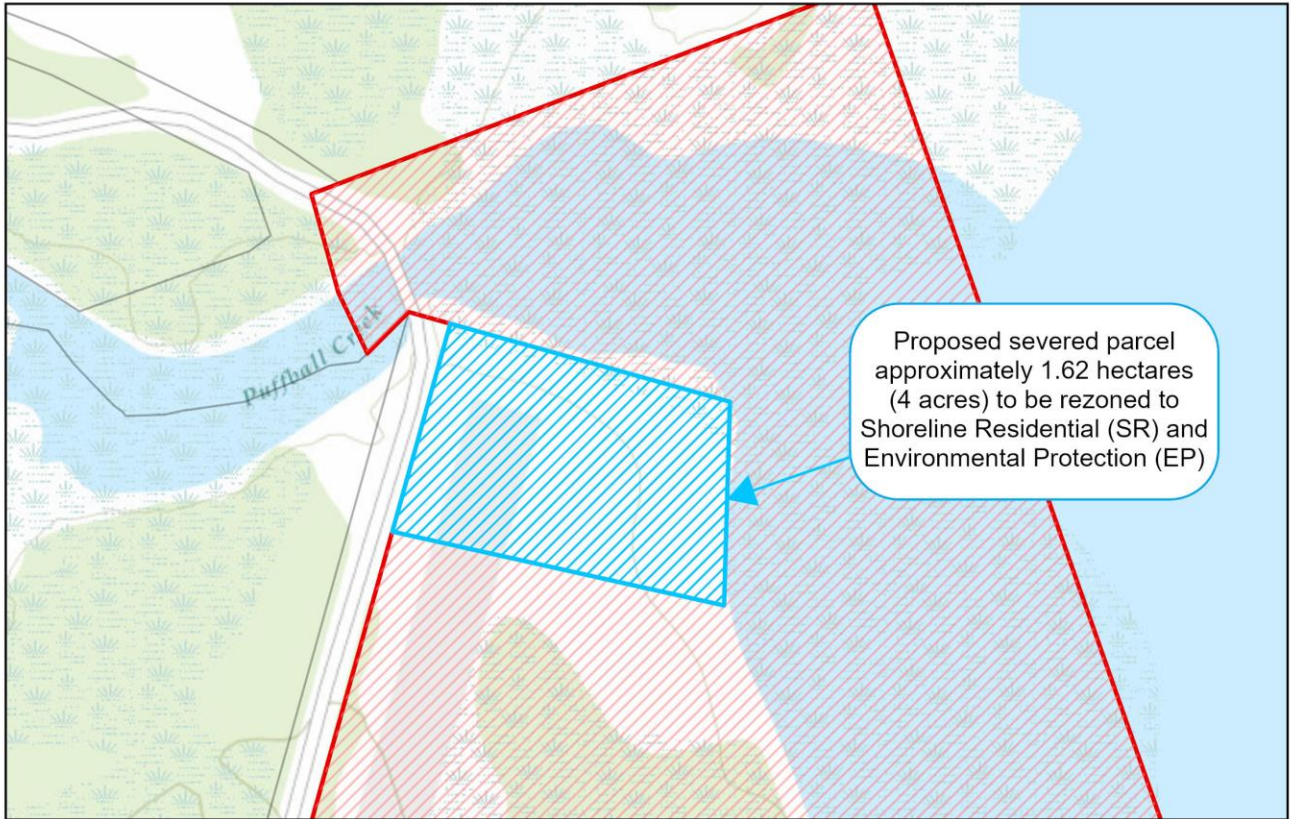 Puffball Creek
Proposed severed parcel
approximately 1.62 hectares
(4 acres) to be rezoned to
Shoreline Residential (SR) and
Environmental Protection (EP)